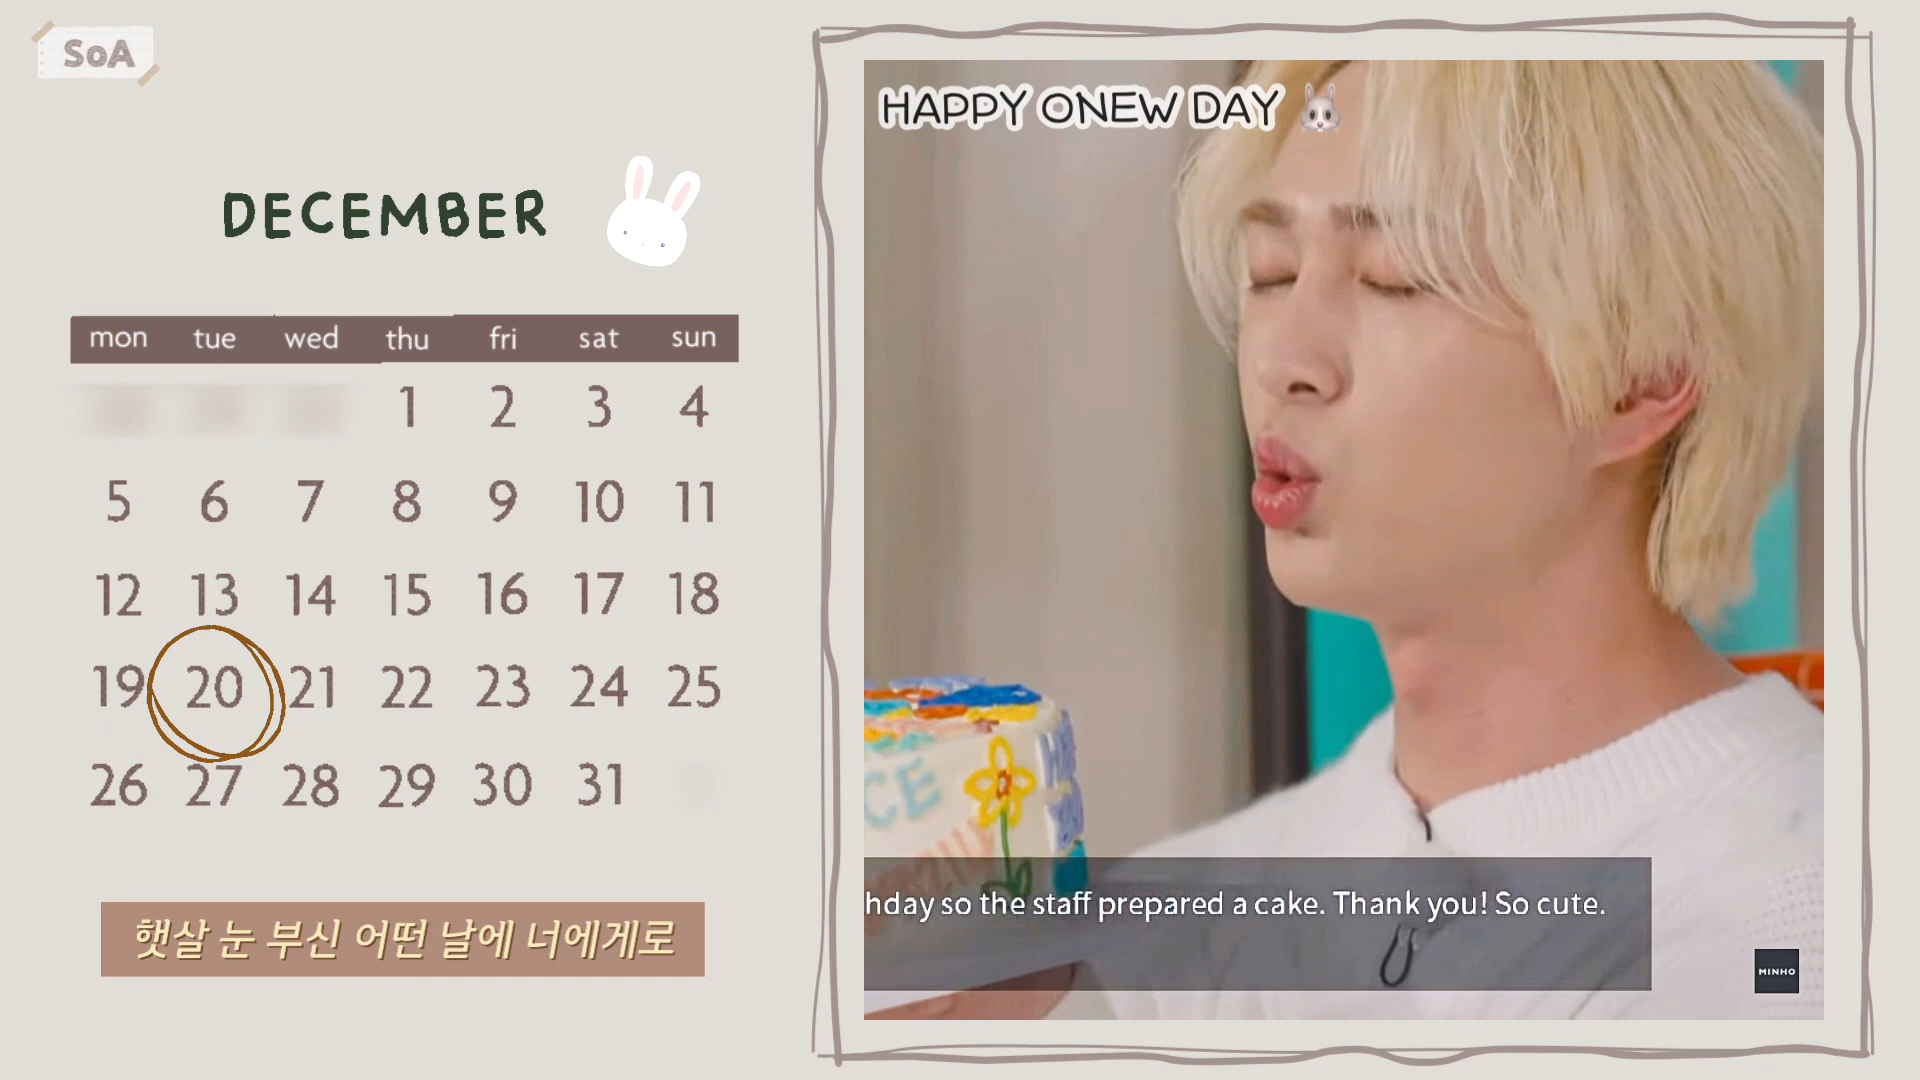 SoA
DECEMBER
mon tue wed thu fri sat sun
1 2 3 4
5 6 7 8 9 10 11
12 13 14 15 16 17 18
19 20 21 22 23 24 25
26 27 28 29 30 31
햇살 눈 부신 어떤 날에 너에게로
HAPPY ONEW DAY
CE
hday so the staff prepared a cake. Thank you! So cute.
MINHO